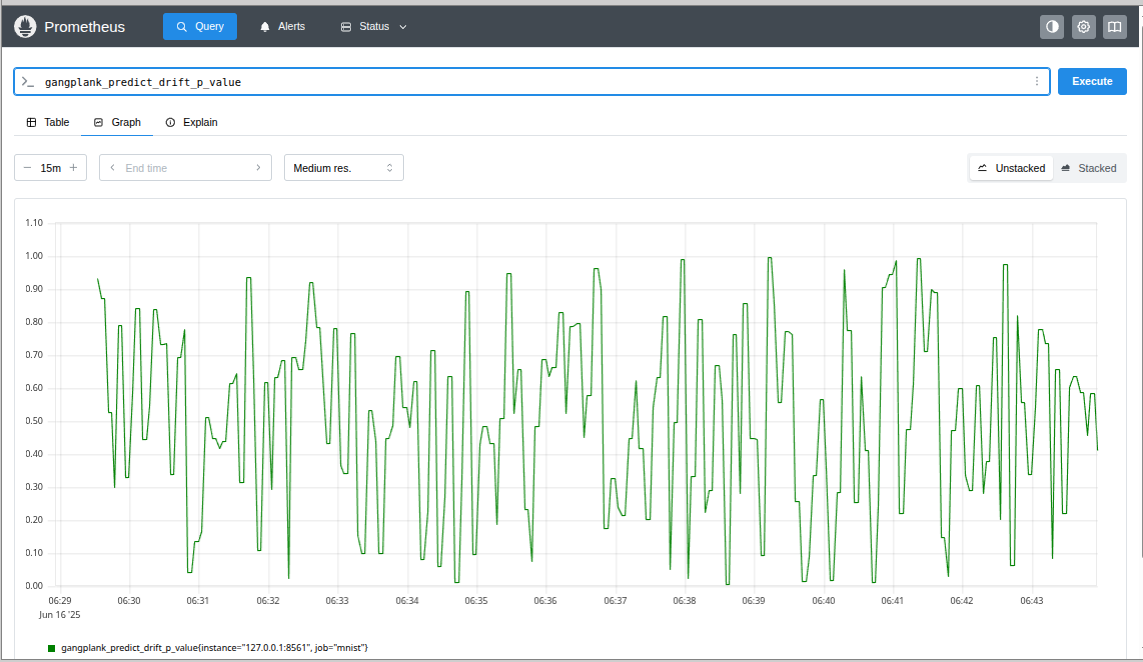 Prometheus Query Alerts Status
gangplank_predict_drift_p_value Execute
Table Graph Explain
15m End time Medium res. Unstacked Stacked
1.10
1.00
0.90
0.80
0.70
0.60
0.50
0.40
0.30
0.20
0.10
0.00
06:29 06:30 06:31 06:32 06:33 06:34 06:35 06:36 06:37 06:38 06:39 06:40 06:41 06:42 06:43
Jun 16 '25
gangplank_predict_drift_p_value{instance="127.0.0.1:8561", job="mnist"}